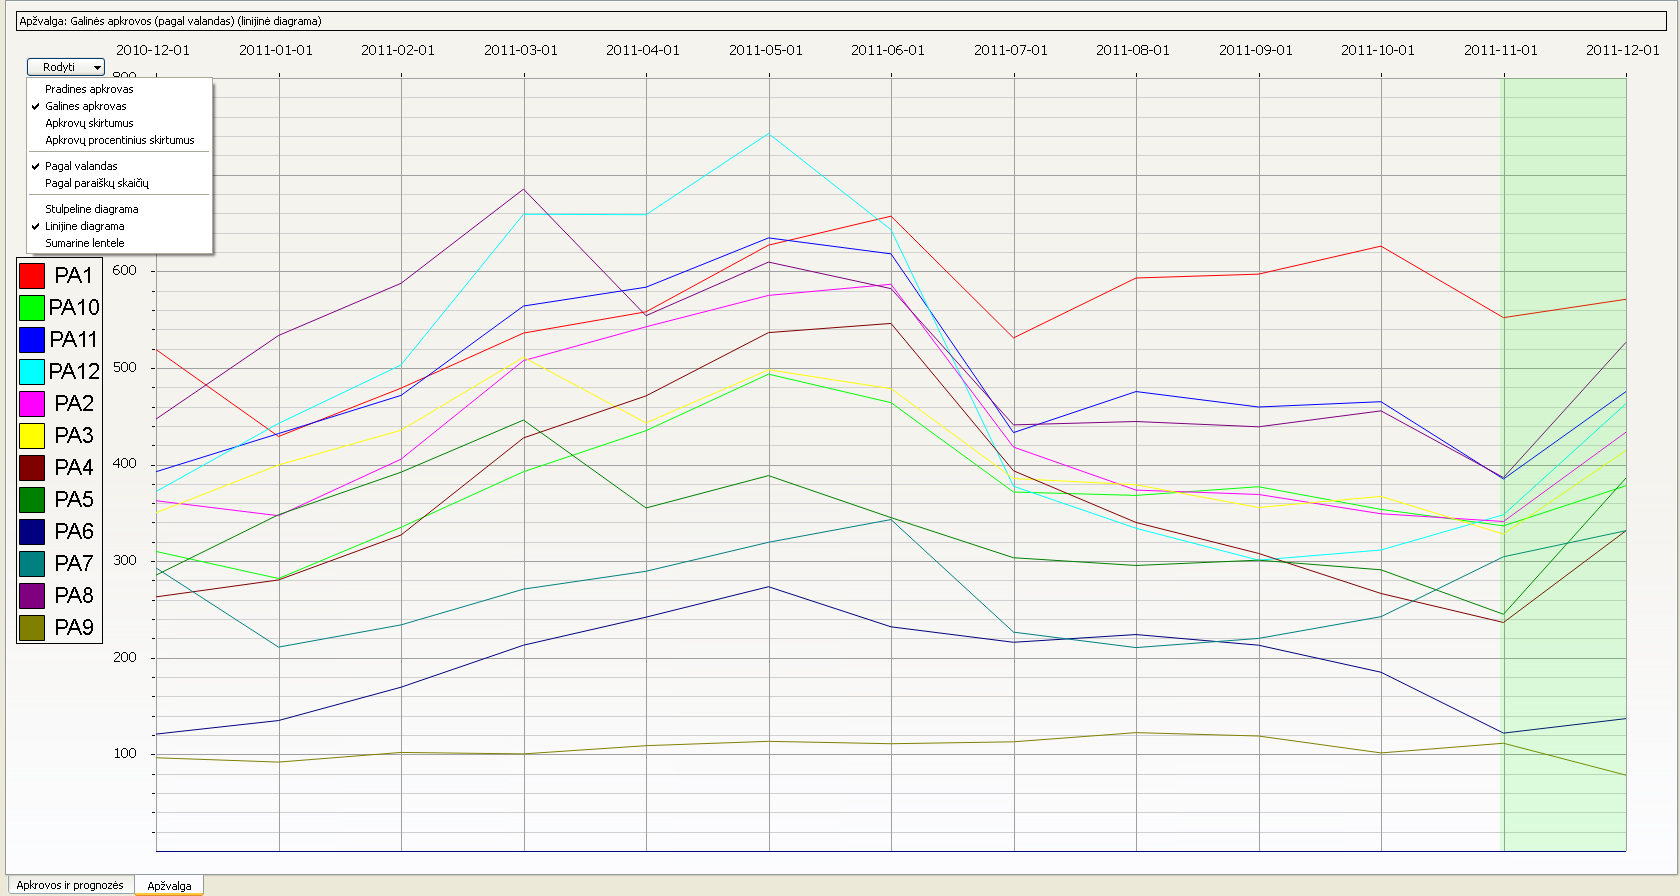 Apžvalga: Galinės apkrovos (pagal valandas) (linijinė diagrama)
2010-12-01 2011-01-01 2011-02-01 2011-03-01 2011-04-01 2011-05-01 2011-06-01 2011-07-01 2011-08-01 2011-09-01 2011-10-01 2011-11-01 2011-12-01
Rodyti
800
Pradines apkrovas
Galines apkrovas
Apkrovų skirtumus
Apkrovų procentinius skirtumus
Pagal valandas
Pagal paraiškų skaičių
Stulpeline diagrama
Linijine diagrama
Sumarine lentele
600
500
400
300
200
100
PA1
PA10
PA11
PA12
PA2
PA3
PA4
PA5
PA6
PA7
PA8
PA9
Apkrovos ir prognozės Apžvalga